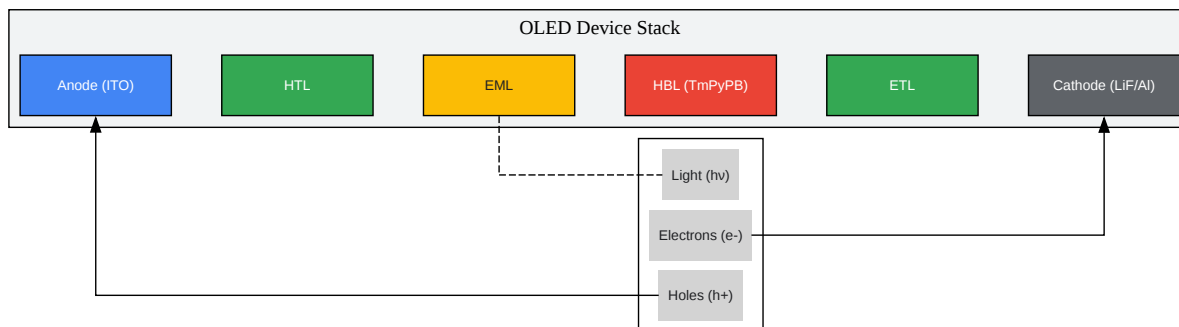 OLED Device Stack
Anode (ITO)
HTL
EML
HBL (TmPyPB)
ETL
Cathode (LiF/Al)
Light (hν)
Electrons (e-)
Holes (h+)